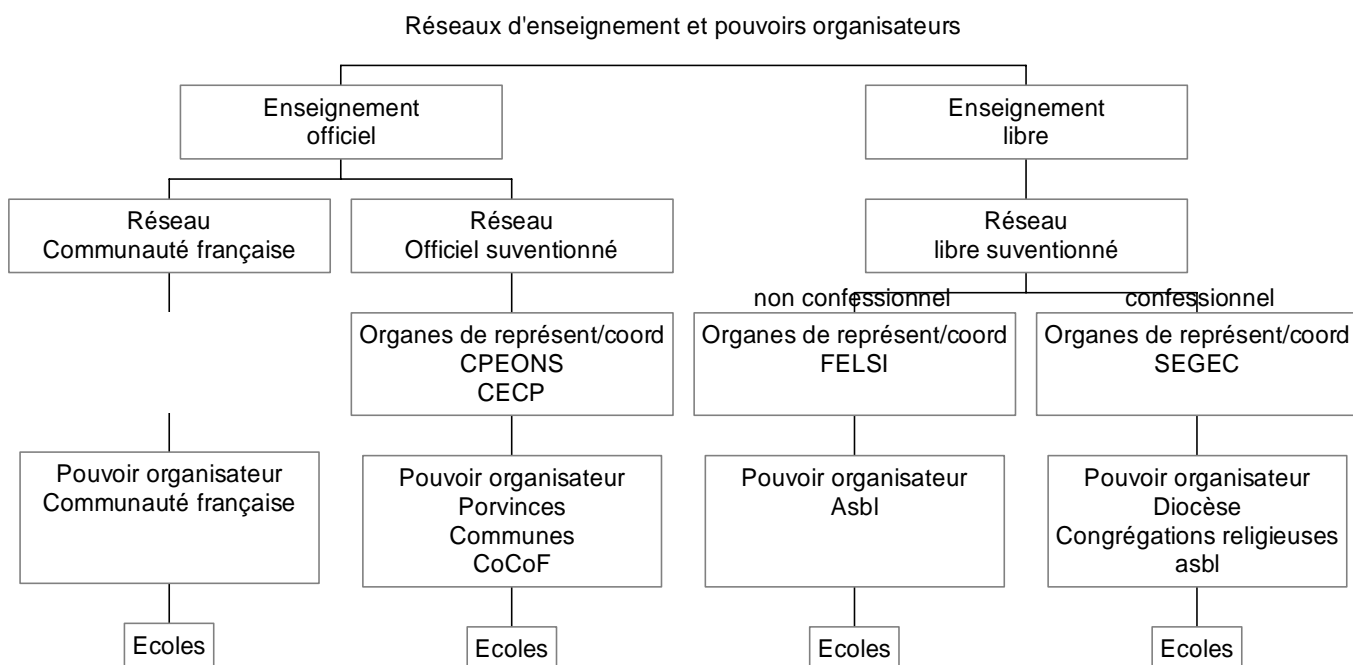 Réseaux d'enseignement et pouvoirs organisateurs
Enseignement
officiel
Enseignement
libre
Réseau
Communauté française
Réseau
Officiel suventionné
Réseau
libre suventionné
non confessionnel
confessionnel
Organes de représent/coord
CPEONS
CECP
Organes de représent/coord
FELSI
Organes de représent/coord
SEGEC
Pouvoir organisateur
Communauté française
Pouvoir organisateur
Porvinces
Communes
CoCoF
Pouvoir organisateur
Asbl
Pouvoir organisateur
Diocèse
Congrégations religieuses
asbl
Ecoles
Ecoles
Ecoles
Ecoles